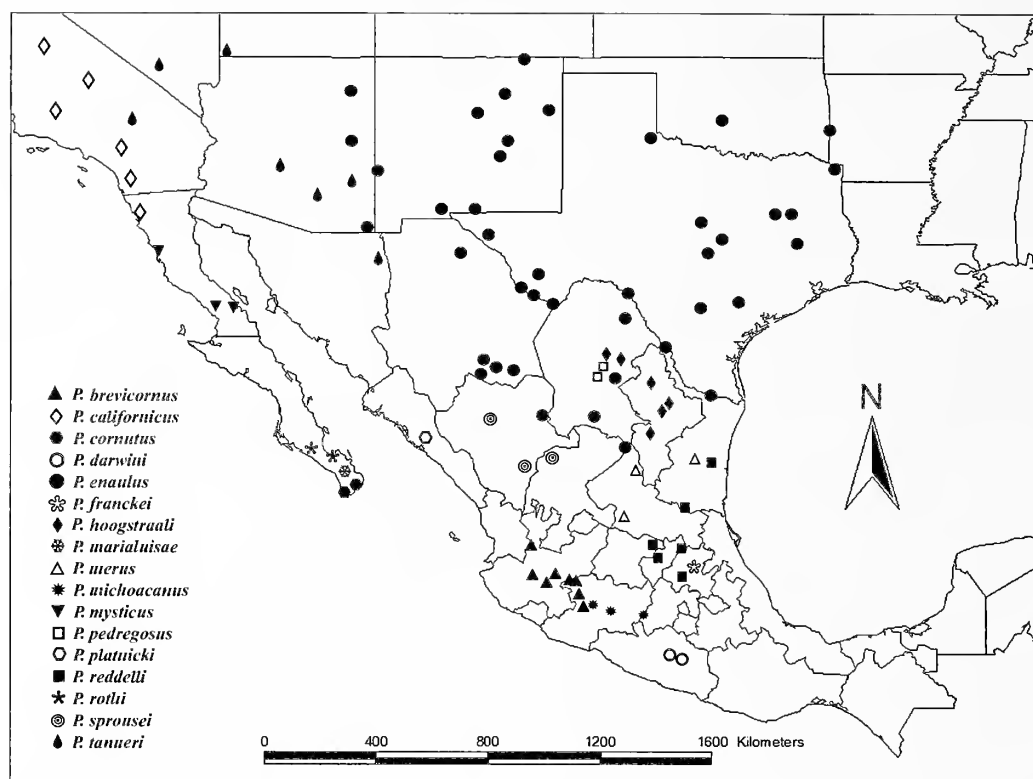 N
P. brevicornus
P. californicus
P. cornutus
P. darwini
P. enaulus
P. franckei
P. hoogstraali
P. marialuisae
P. merus
P. michoacanus
P. mysticus
P. pedregosus
P. platnicki
P. reddelli
P. rothi
P. sprousei
P. tanneri
0 400 800 1200 1600 Kilometers